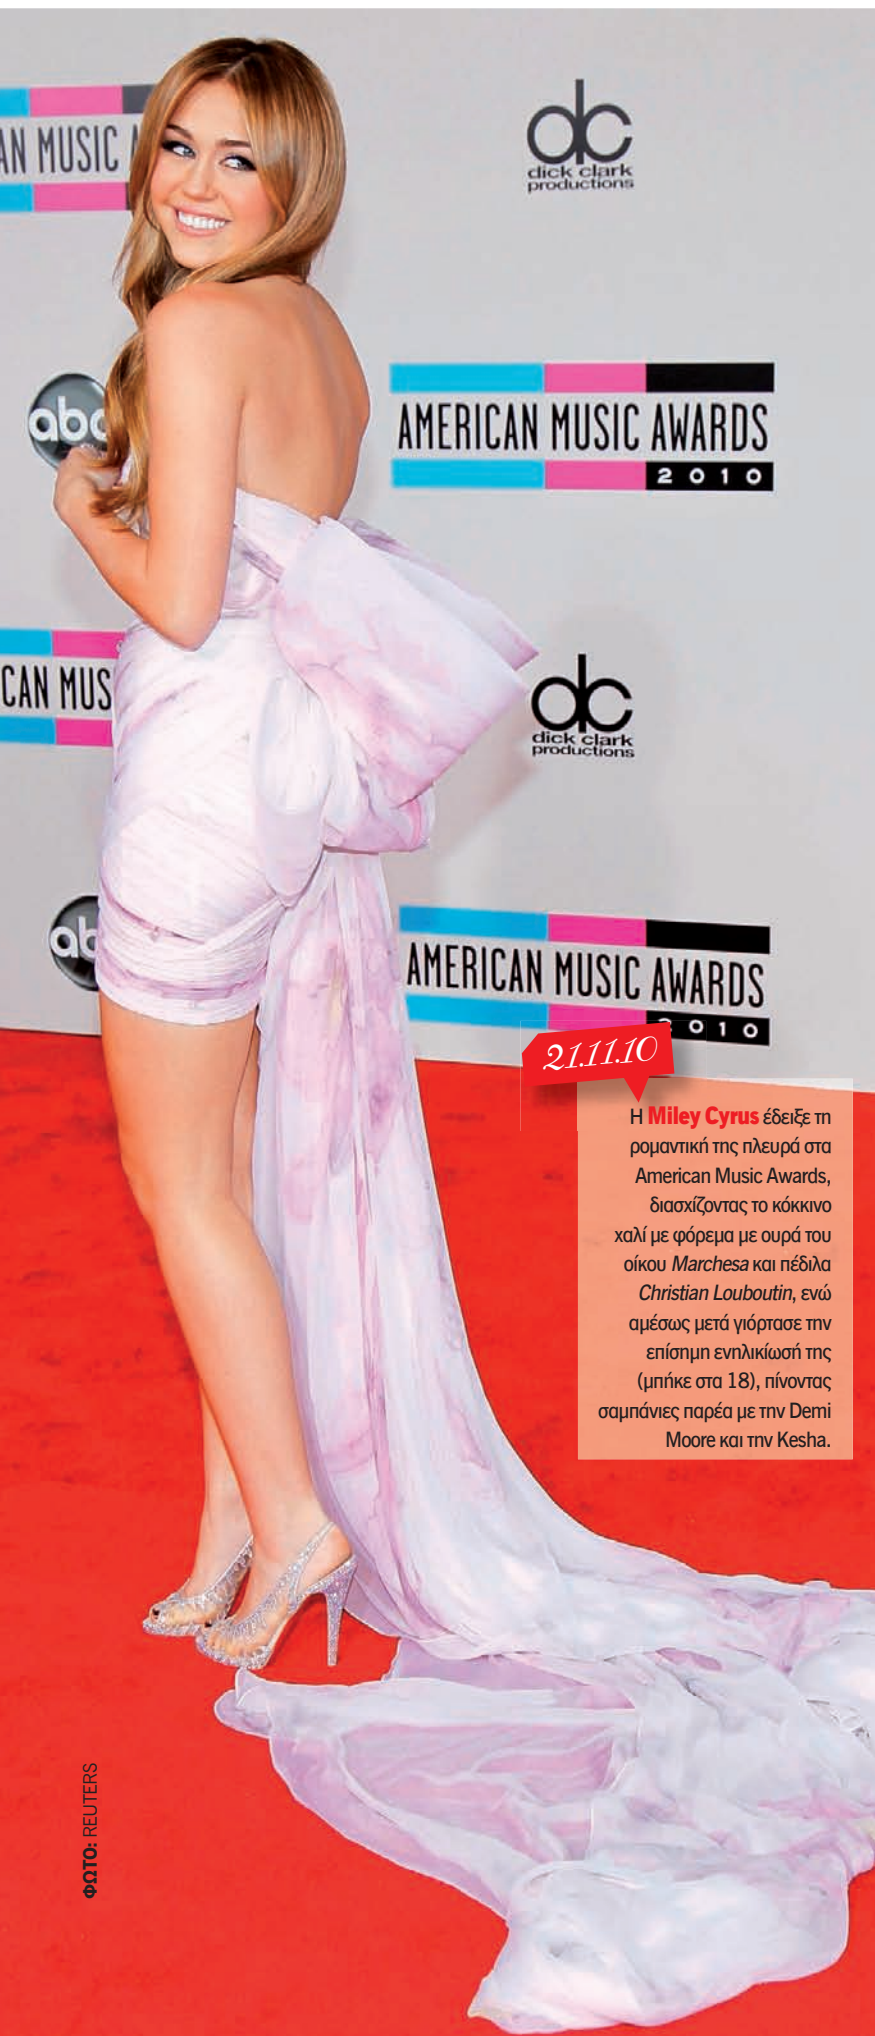 AN MUSIC A
dc
dick clark
productions
abc
AMERICAN MUSIC AWARDS
2010
CAN MUS
dc
dick clark
productions
ab
AMERICAN MUSIC AWARDS
2010
21.11.10
Η Miley Cyrus έδειξε τη
ρομαντική της πλευρά στα
American Music Awards,
διασχίζοντας το κόκκινο
χαλί με φόρεμα με ουρά του
οίκου Marchesa και πέδιλα
Christian Louboutin, ενώ
αμέσως μετά γιόρτασε την
επίσημη ενηλικίωσή της
(μπήκε στα 18), πίνοντας
σαμπάνιες παρέα με την Demi
Moore και την Kesha.
ΦΩΤΟ: REUTERS